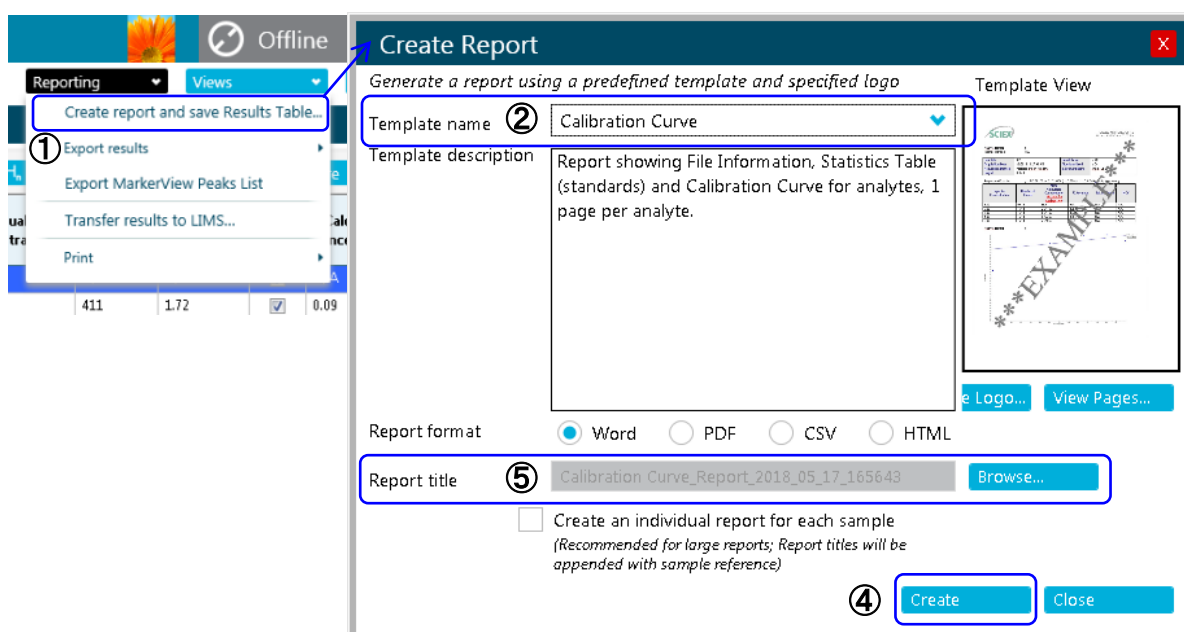 Offline
Reporting
Views
Create report and save Results Table...
①
Export results
Export MarkerView Peaks List
Transfer results to LIMS...
Print
411 1.72 0.09
Create Report
X
Generate a report using a predefined template and specified logo
Template View
Template name ② Calibration Curve
Template description
Report showing File Information, Statistics Table
(standards) and Calibration Curve for analytes, 1
page per analyte.
SCIEX
***EXAMPLE***
e Logo...
View Pages...
Report format
Word PDF CSV HTML
Report title ⑤ Calibration Curve_Report_2018_05_17_165643 Browse...
Create an individual report for each sample
(Recommended for large reports; Report titles will be
appended with sample reference)
④ Create Close